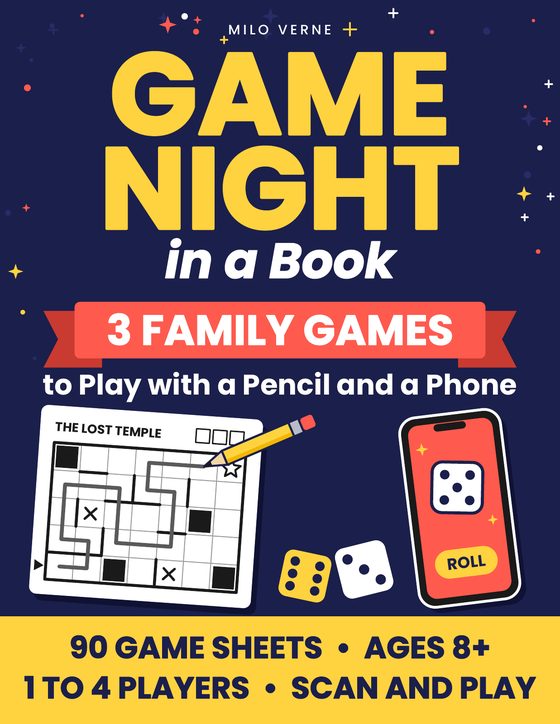 MILO VERNE
GAME
NIGHT
in a Book
3 FAMILY GAMES
to Play with a Pencil and a Phone
THE LOST TEMPLE
ROLL
90 GAME SHEETS • AGES 8+
1 TO 4 PLAYERS • SCAN AND PLAY